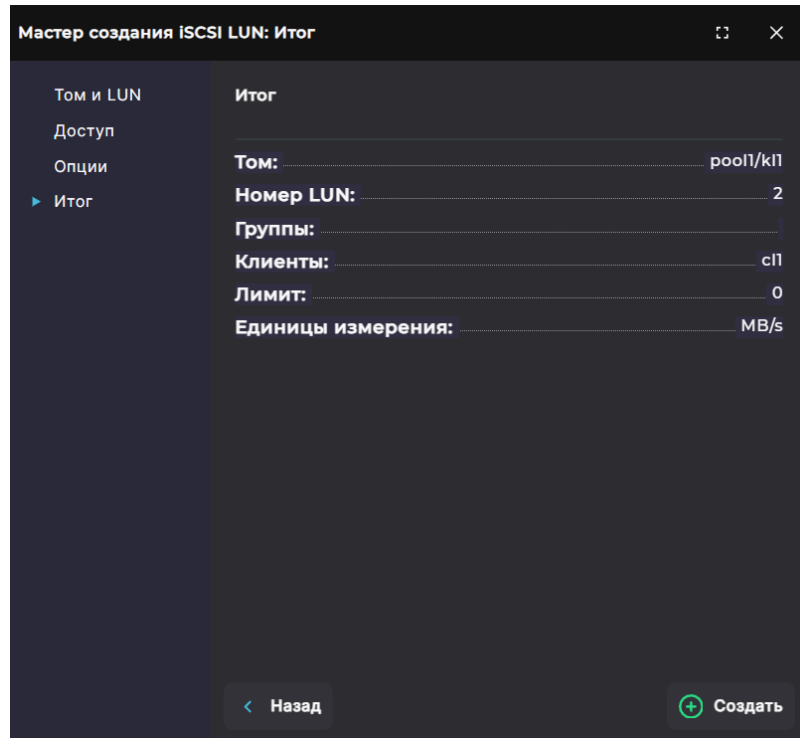 Мастер создания iSCSI LUN: Итог
Том и LUN
Доступ
Опции
Итог
Итог
Том: pool1/kl1
Номер LUN: 2
Группы:
Клиенты: cl1
Лимит: 0
Единицы измерения: MB/s
Назад
Создать